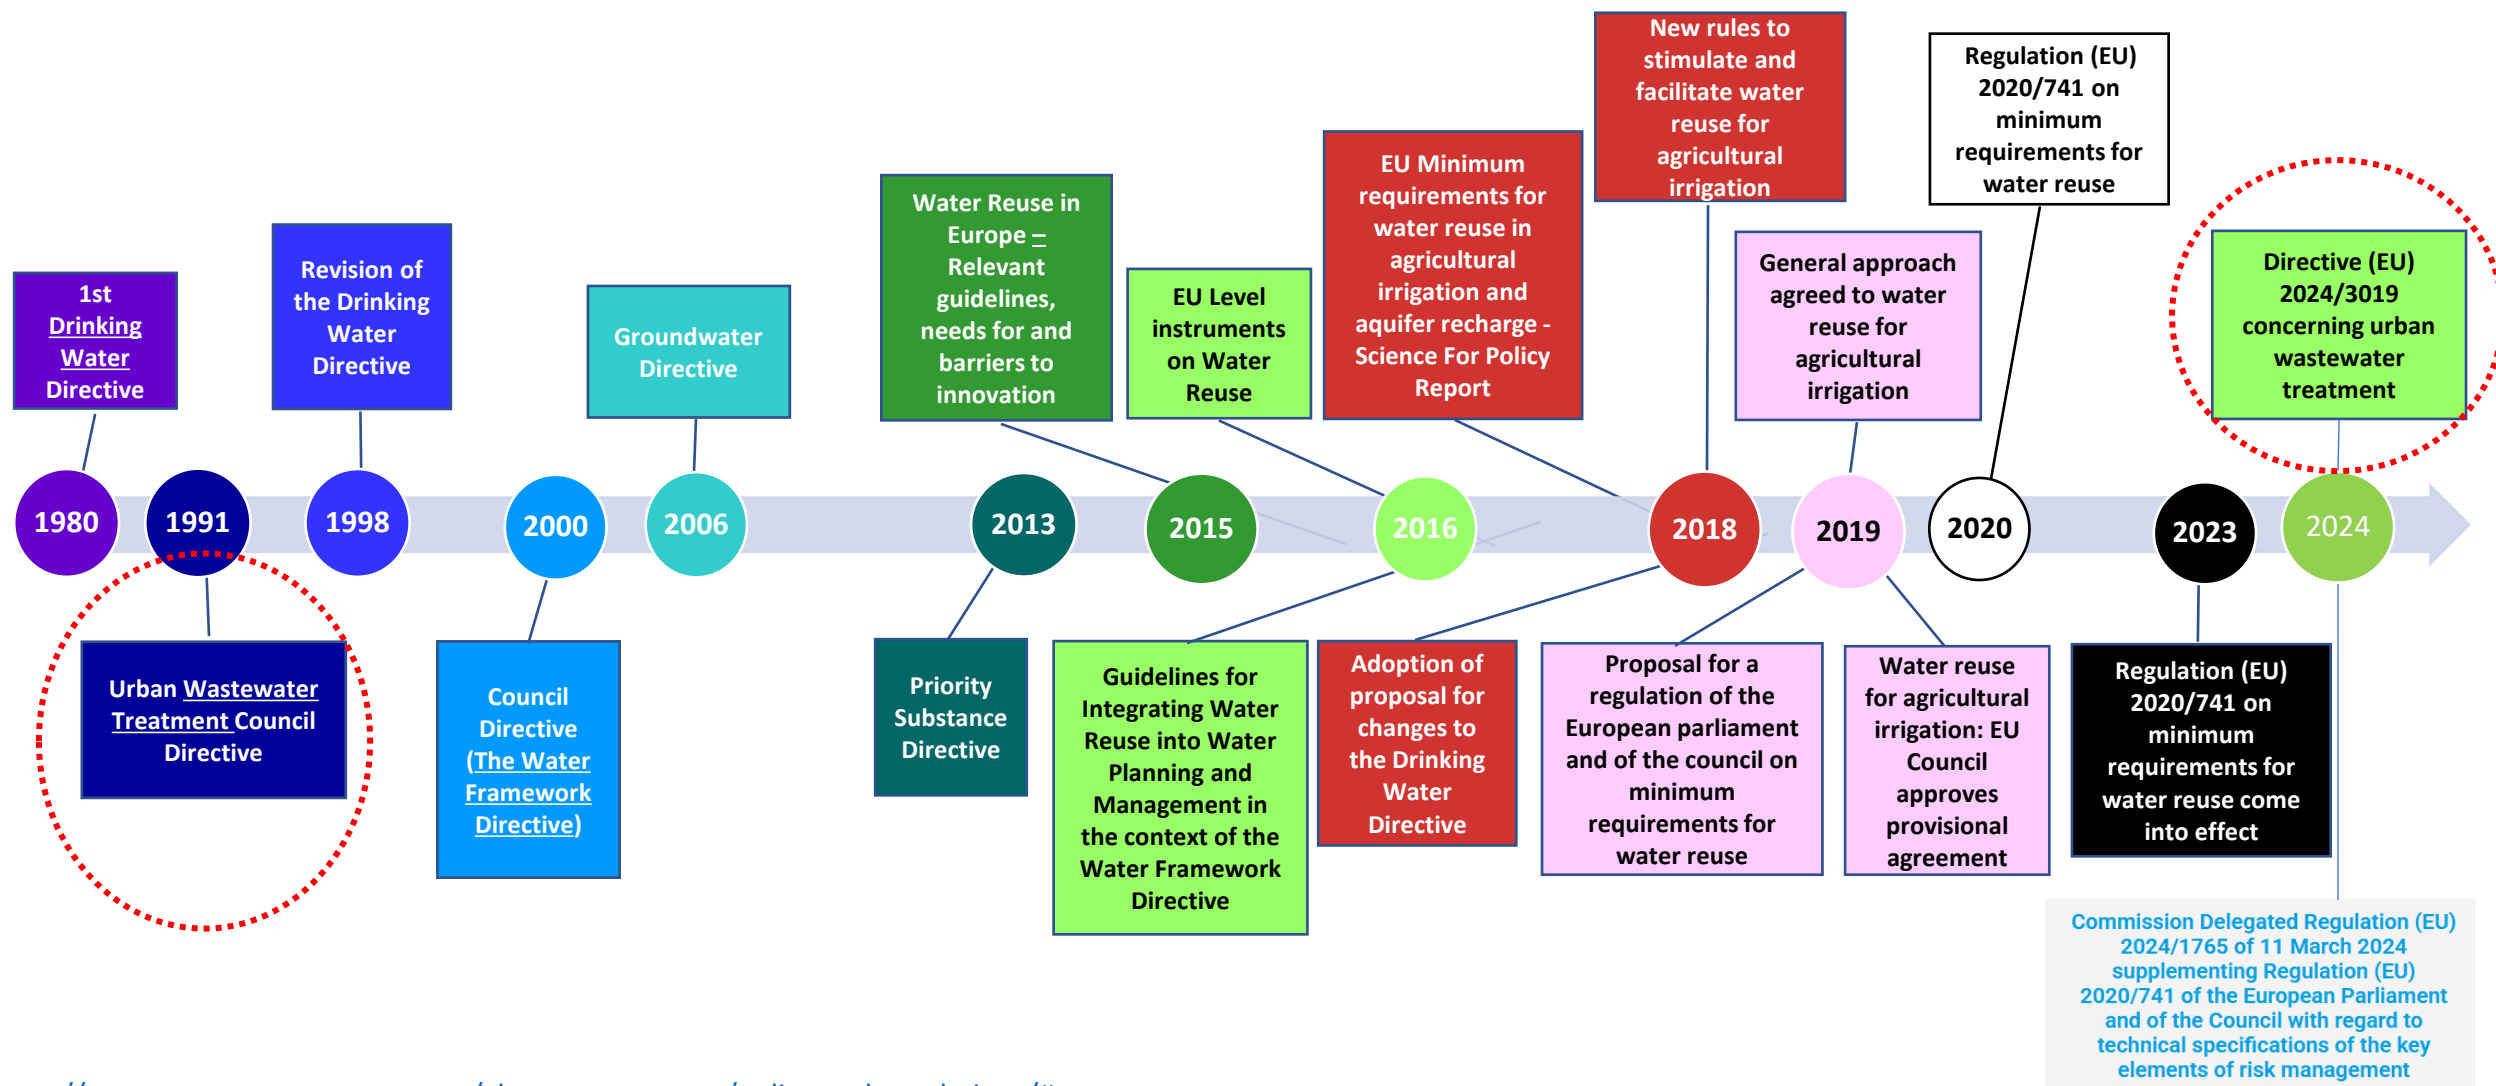 1st
Drinking
Water
Directive
Revision of
the Drinking
Water
Directive
Groundwater
Directive
Water Reuse in
Europe –
Relevant
guidelines,
needs for and
barriers to
innovation
EU Level
instruments
on Water
Reuse
EU Minimum
requirements for
water reuse in
agricultural
irrigation and
aquifer recharge -
Science For Policy
Report
New rules to
stimulate and
facilitate water
reuse for
agricultural
irrigation
General approach
agreed to water
reuse for
agricultural
irrigation
Regulation (EU)
2020/741 on
minimum
requirements for
water reuse
Directive (EU)
2024/3019
concerning urban
wastewater
treatment
1980
1991
1998
2000
2006
2013
2015
2016
2018
2019
2020
2023
2024
Urban Wastewater
Treatment Council
Directive
Council
Directive
(The Water
Framework
Directive)
Priority
Substance
Directive
Guidelines for
Integrating Water
Reuse into Water
Planning and
Management in
the context of the
Water Framework
Directive
Adoption of
proposal for
changes to
the Drinking
Water
Directive
Proposal for a
regulation of the
European parliament
and of the council on
minimum
requirements for
water reuse
Water reuse
for agricultural
irrigation: EU
Council
approves
provisional
agreement
Regulation (EU)
2020/741 on
minimum
requirements for
water reuse come
into effect
Commission Delegated Regulation (EU)
2024/1765 of 11 March 2024
supplementing Regulation (EU)
2020/741 of the European Parliament
and of the Council with regard to
technical specifications of the key
elements of risk management